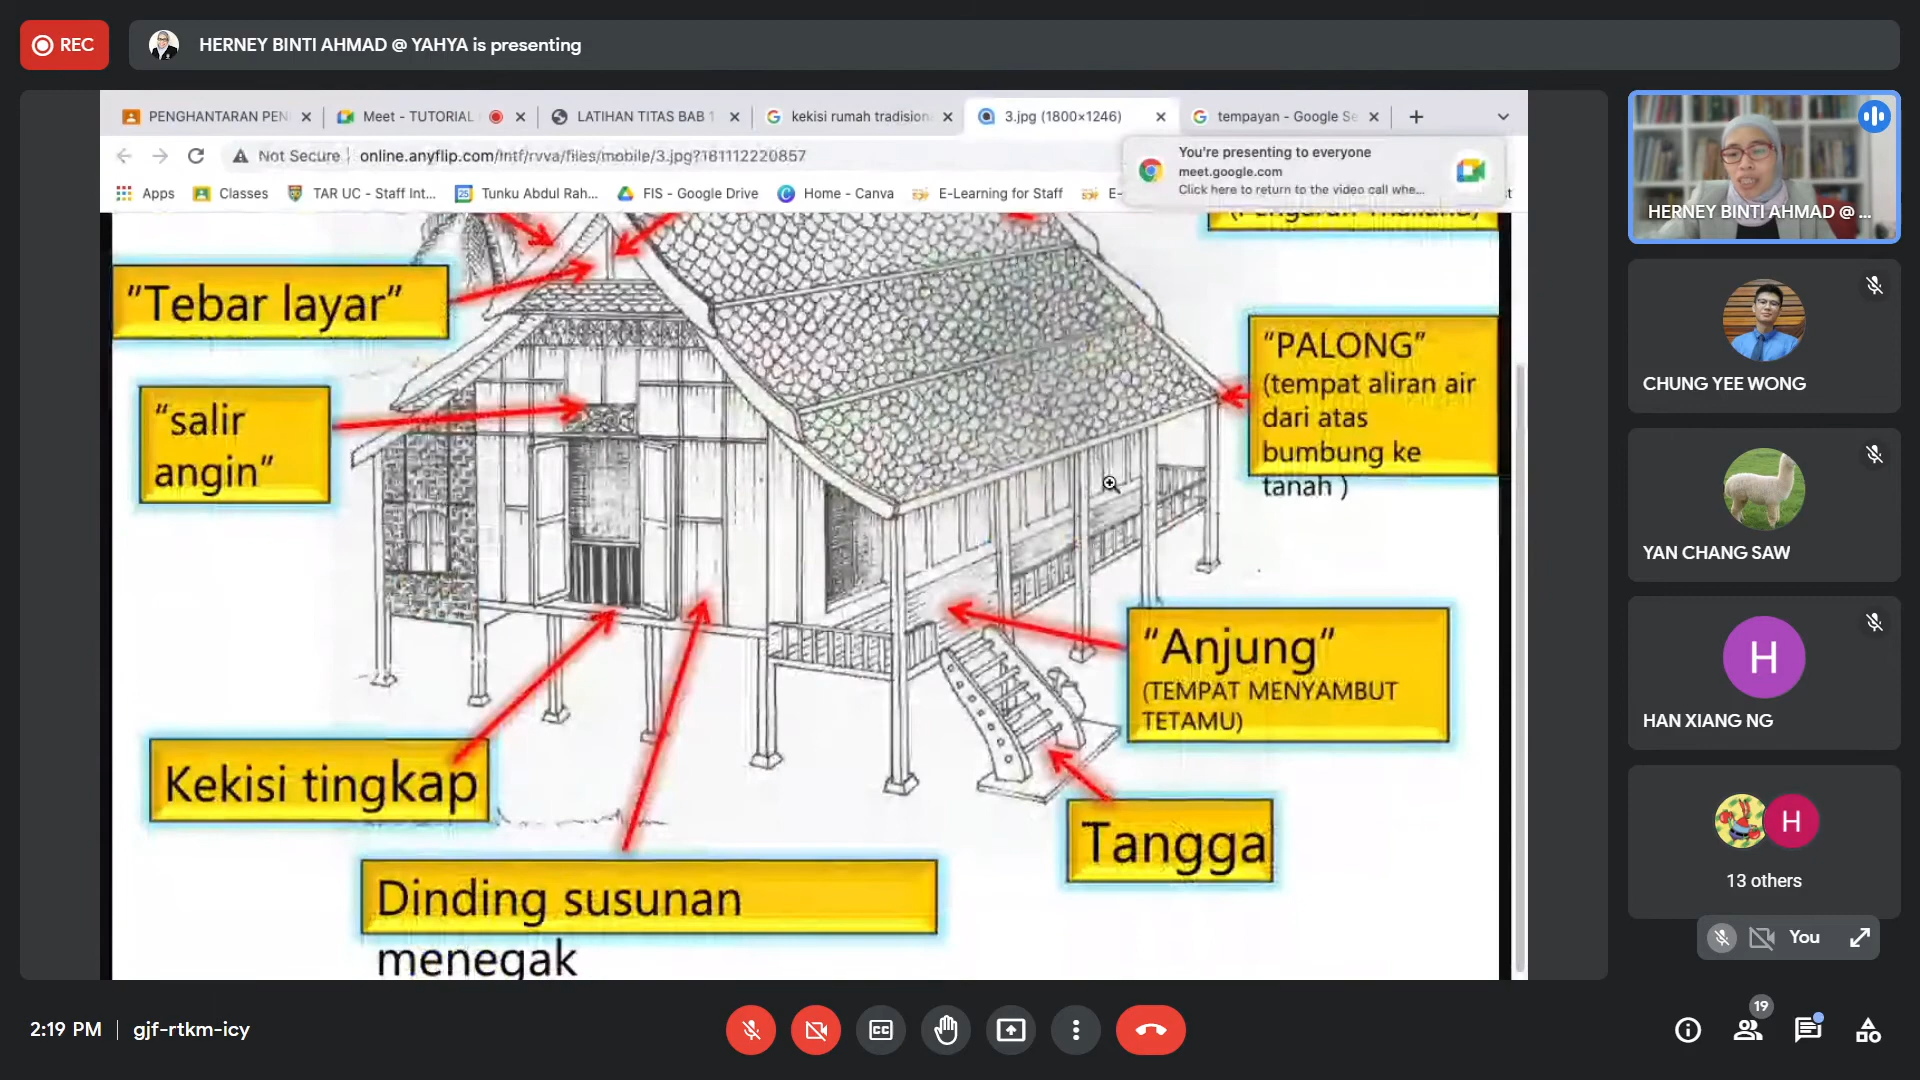 REC
HERNEY BINTI AHMAD @ YAHYA is presenting
PENGHANTARAN PEN
Meet - TUTORIAL
LATIHAN TITAS BAB 1
kekisi rumah tradision
3.jpg (1800×1246)
tempayan - Google Se
Not Secure
online.anyflip.com/intf/rvva/files/mobile/3.jpg?181112220857
You're presenting to everyone
meet.google.com
Click here to return to the video call whe...
Apps
Classes
TAR UC - Staff Int...
Tunku Abdul Rah...
FIS - Google Drive
Home - Canva
E-Learning for Staff
HERNEY BINTI AHMAD @ ...
"Tebar layar"
"salir
angin"
"PALONG"
(tempat aliran air
dari atas
bumbung ke
tanah )
"Anjung"
(TEMPAT MENYAMBUT
TETAMU)
Kekisi tingkap
Tangga
Dinding susunan
menegak
CHUNG YEE WONG
YAN CHANG SAW
H
HAN XIANG NG
H
13 others
You
2:19 PM
gjf-rtkm-icy
19